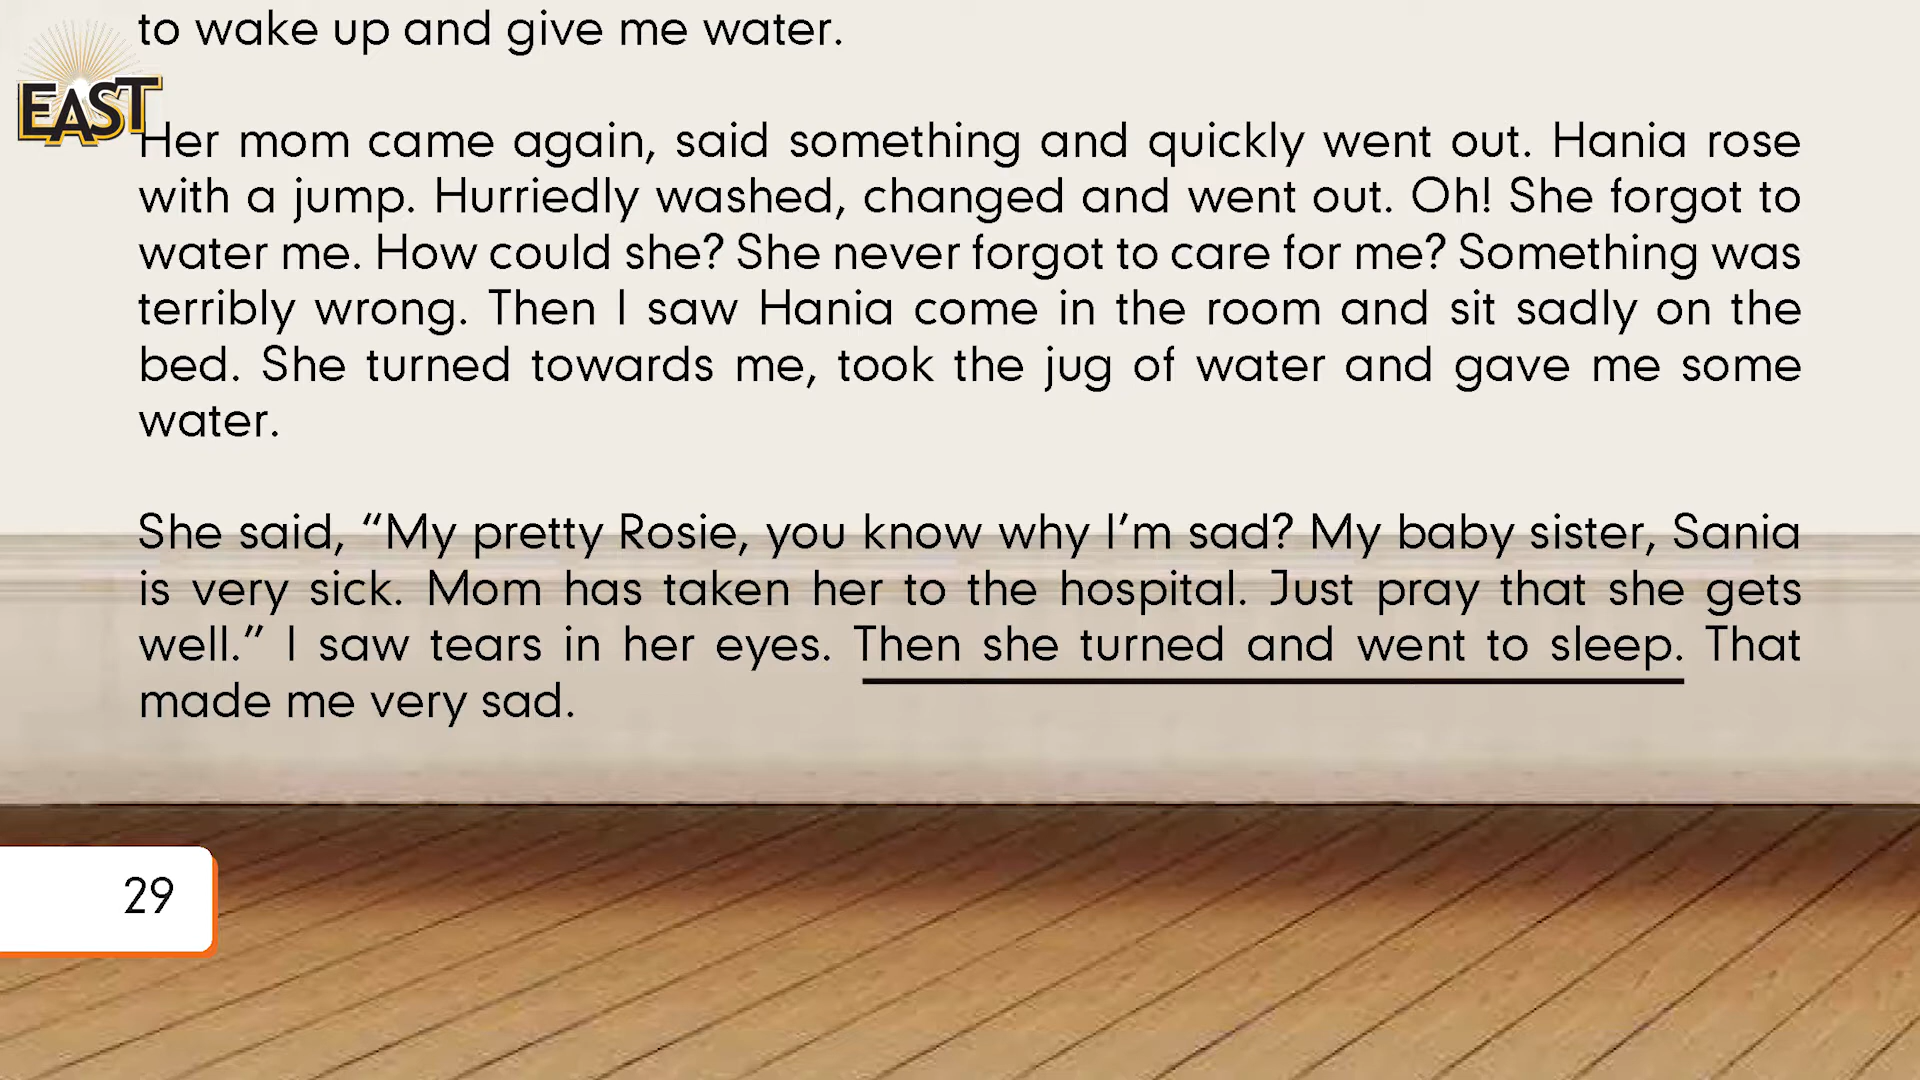 to wake up and give me water.
EAST
Her mom came again, said something and quickly went out. Hania rose
with a jump. Hurriedly washed, changed and went out. Oh! She forgot to
water me. How could she? She never forgot to care for me? Something was
terribly wrong. Then I saw Hania come in the room and sit sadly on the
bed. She turned towards me, took the jug of water and gave me some
water.
She said, “My pretty Rosie, you know why I’m sad? My baby sister, Sania
is very sick. Mom has taken her to the hospital. Just pray that she gets
well.” I saw tears in her eyes. Then she turned and went to sleep. That
made me very sad.
29